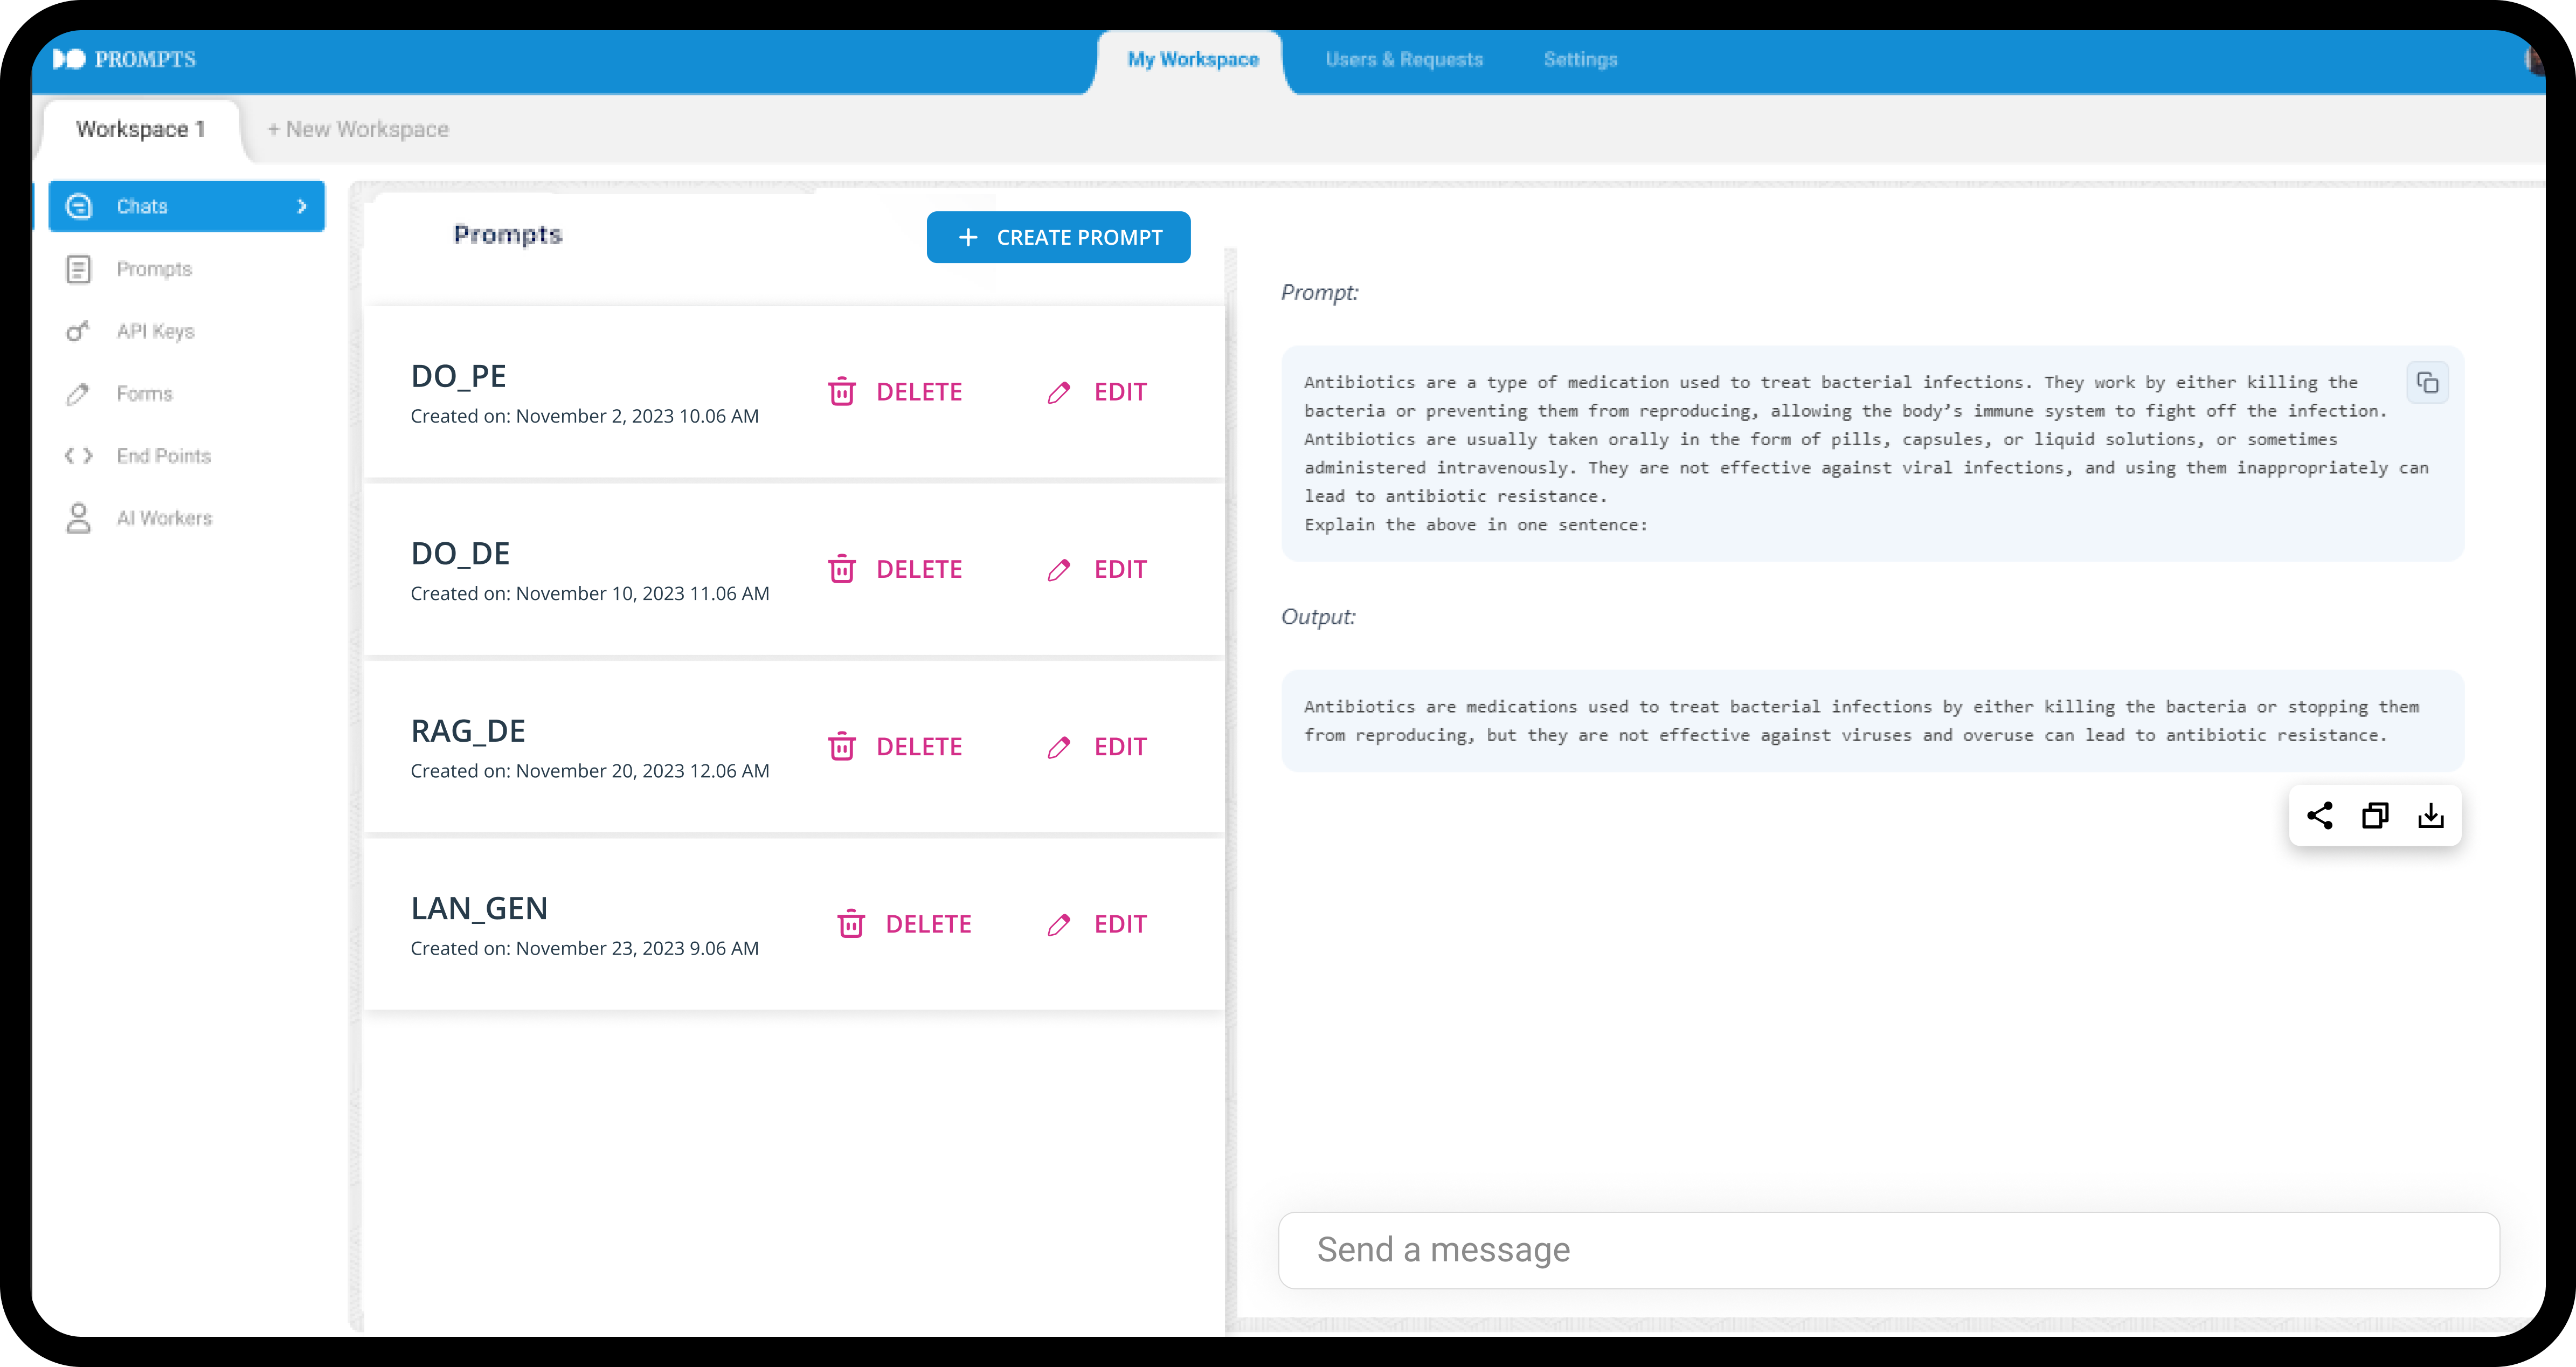 PROMPTS
My Workspace
Users & Requests
Settings
Workspace 1
+ New Workspace
Chats
Prompts
API Keys
Forms
End Points
AI Workers
Prompts
+ CREATE PROMPT
DO_PE
Created on: November 2, 2023 10.06 AM
DELETE
EDIT
DO_DE
Created on: November 10, 2023 11.06 AM
DELETE
EDIT
RAG_DE
Created on: November 20, 2023 12.06 AM
DELETE
EDIT
LAN_GEN
Created on: November 23, 2023 9.06 AM
DELETE
EDIT
Prompt:
Antibiotics are a type of medication used to treat bacterial infections. They work by either killing the
bacteria or preventing them from reproducing, allowing the body’s immune system to fight off the infection.
Antibiotics are usually taken orally in the form of pills, capsules, or liquid solutions, or sometimes
administered intravenously. They are not effective against viral infections, and using them inappropriately can
lead to antibiotic resistance.
Explain the above in one sentence:
Output:
Antibiotics are medications used to treat bacterial infections by either killing the bacteria or stopping them
from reproducing, but they are not effective against viruses and overuse can lead to antibiotic resistance.
Send a message